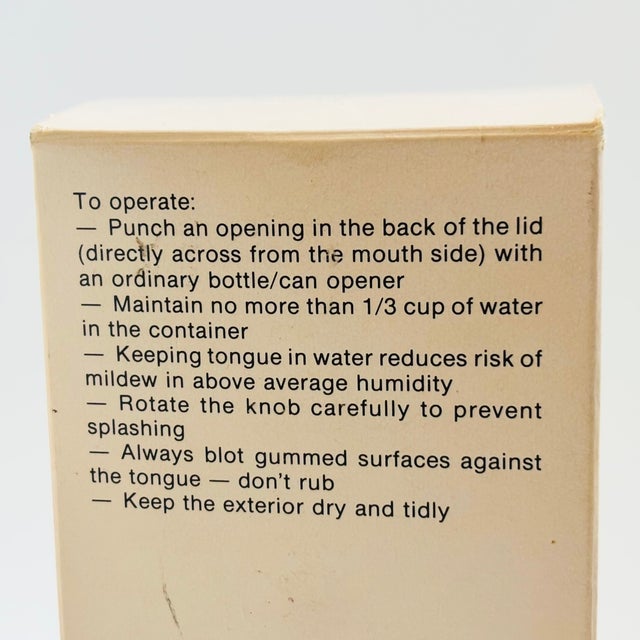 To operate:
— Punch an opening in the back of the lid
(directly across from the mouth side) with
an ordinary bottle/can opener
— Maintain no more than 1/3 cup of water
in the container
— Keeping tongue in water reduces risk of
mildew in above average humidity
— Rotate the knob carefully to prevent
splashing
— Always blot gummed surfaces against
the tongue — don't rub
— Keep the exterior dry and tidly